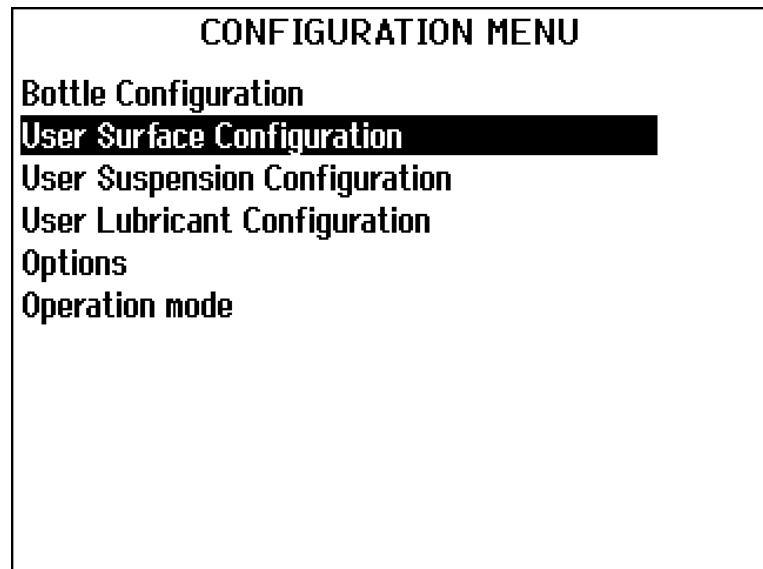 CONFIGURATION MENU
Bottle Configuration
User Surface Configuration
User Suspension Configuration
User Lubricant Configuration
Options
Operation mode